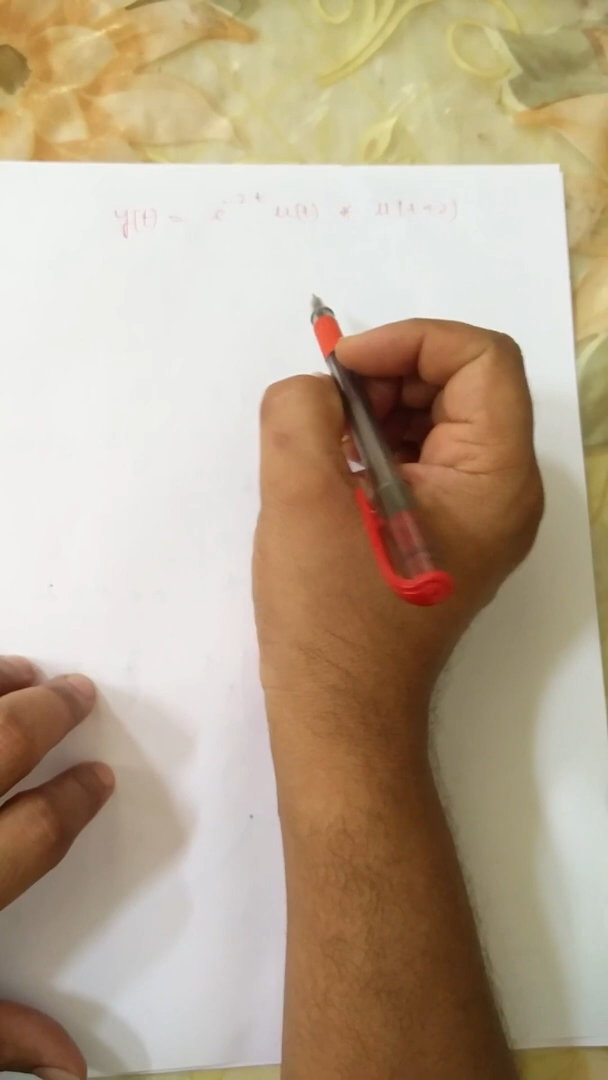 y(t) = e^{-2t} u(t) * u(t+2)